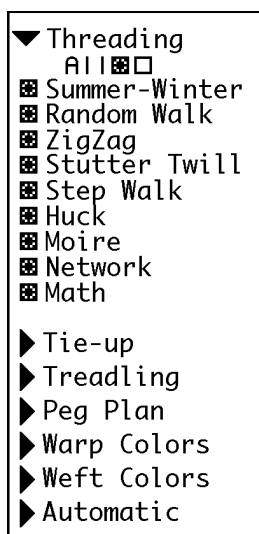 Threading
All
Summer-Winter
Random Walk
ZigZag
Stutter Twill
Step Walk
Huck
Moire
Network
Math
Tie-up
Treadling
Peg Plan
Warp Colors
Weft Colors
Automatic